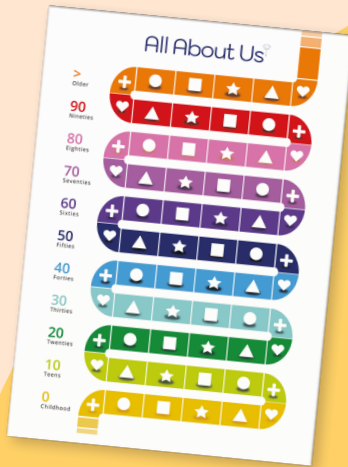 All About Us
>
Older
90
Nineties
80
Eighties
70
Seventies
60
Sixties
50
Fifties
40
Forties
30
Thirties
20
Twenties
10
Teens
0
Childhood